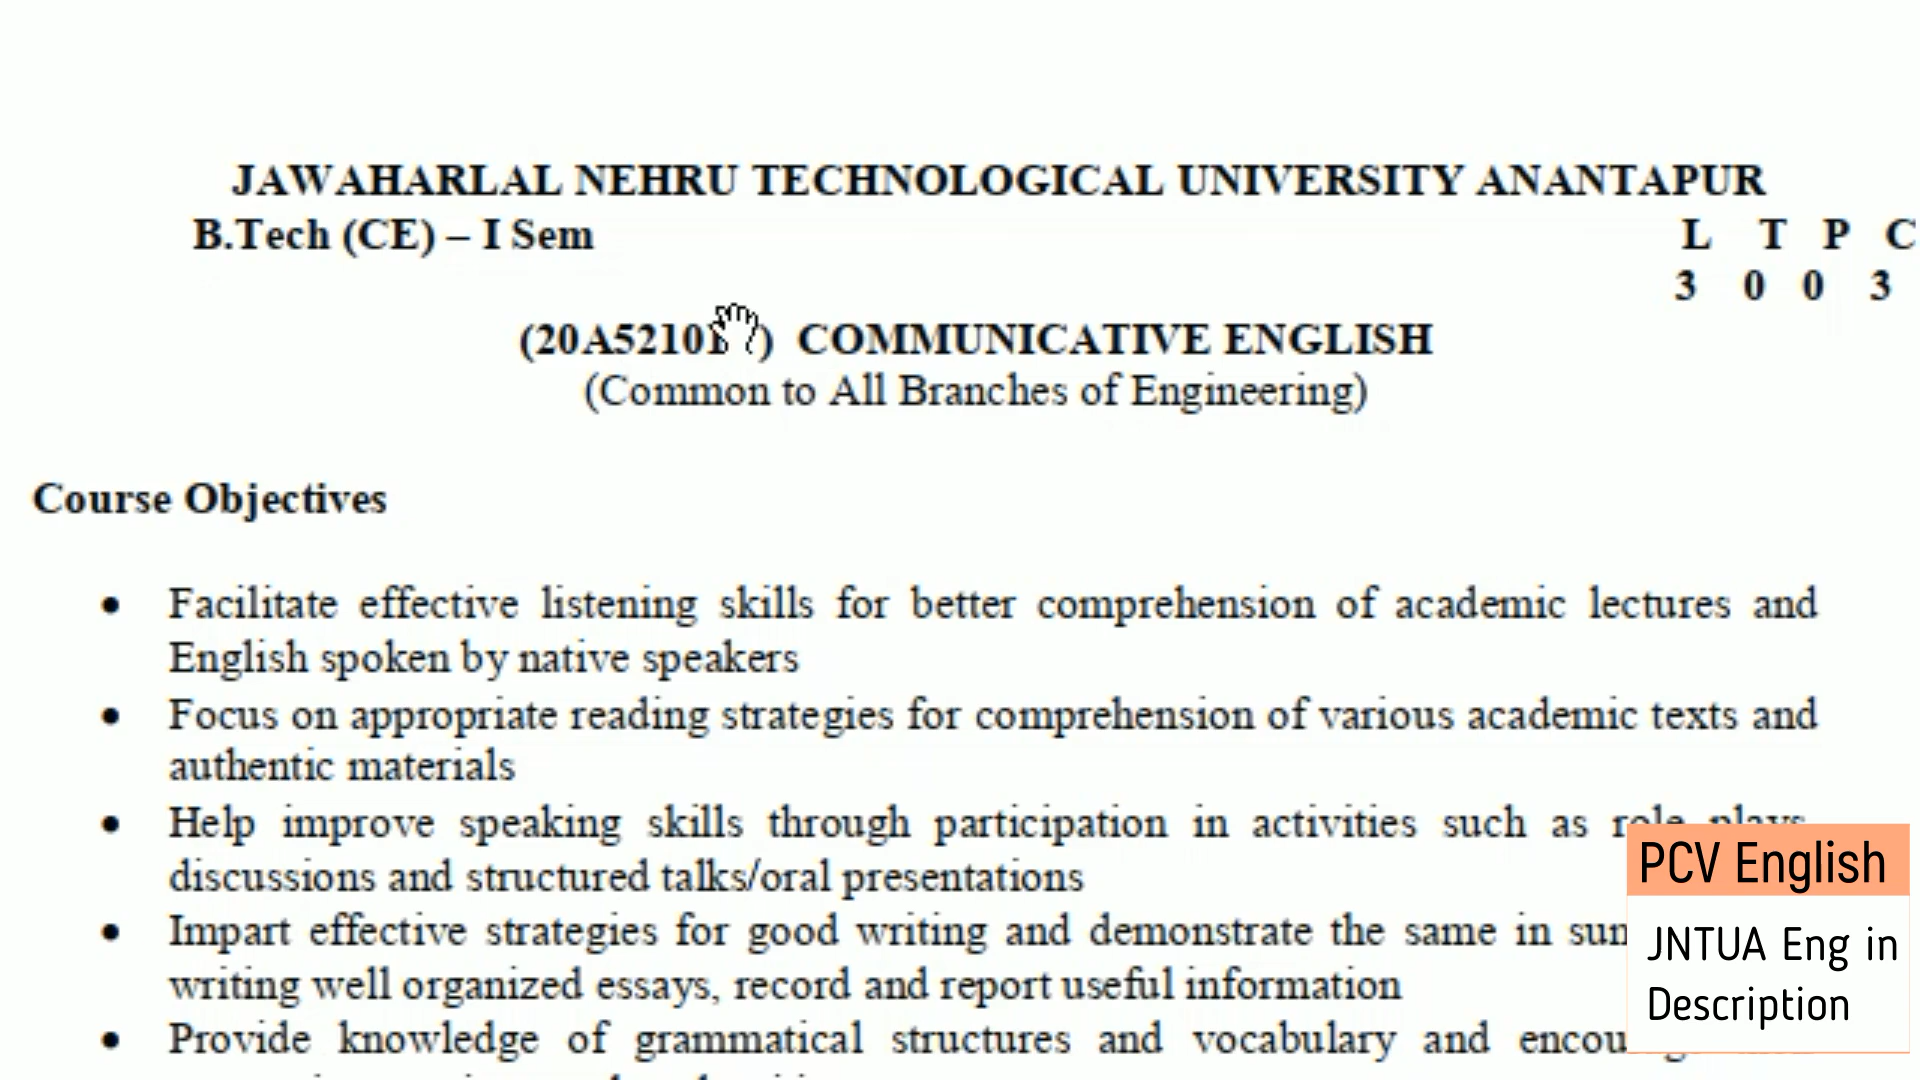 JAWAHARLAL NEHRU TECHNOLOGICAL UNIVERSITY ANANTAPUR
B.Tech (CE) – I Sem L T P C
3 0 0 3
COMMUNICATIVE ENGLISH
(Common to All Branches of Engineering)
Course Objectives
• Facilitate effective listening skills for better comprehension of academic lectures and
English spoken by native speakers
• Focus on appropriate reading strategies for comprehension of various academic texts and
authentic materials
• Help improve speaking skills through participation in activities such as role plays,
discussions and structured talks/oral presentations
• Impart effective strategies for good writing and demonstrate the same in
writing well organized essays, record and report useful information
• Provide knowledge of grammatical structures and vocabulary and
PCV English
JNTUA Eng in
Description